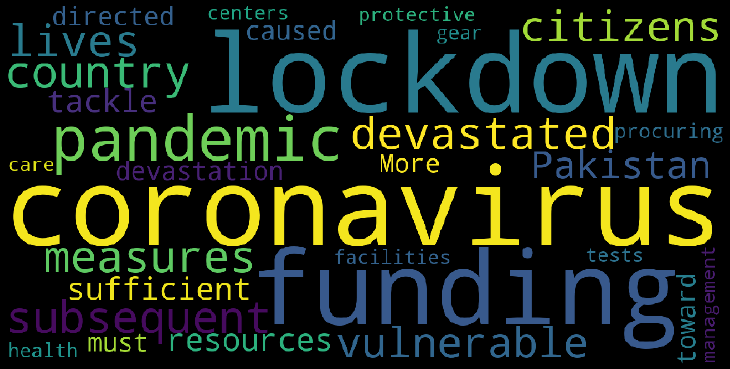 directed
centers
protective
lives
caused
gear
citizens
lockdown
country
tackle
pandemic
devastated
procuring
care
devastation
More
Pakistan
coronavirus
measures
funding
facilities
tests
sufficient
subsequent
toward
management
health
must
resources
vulnerable